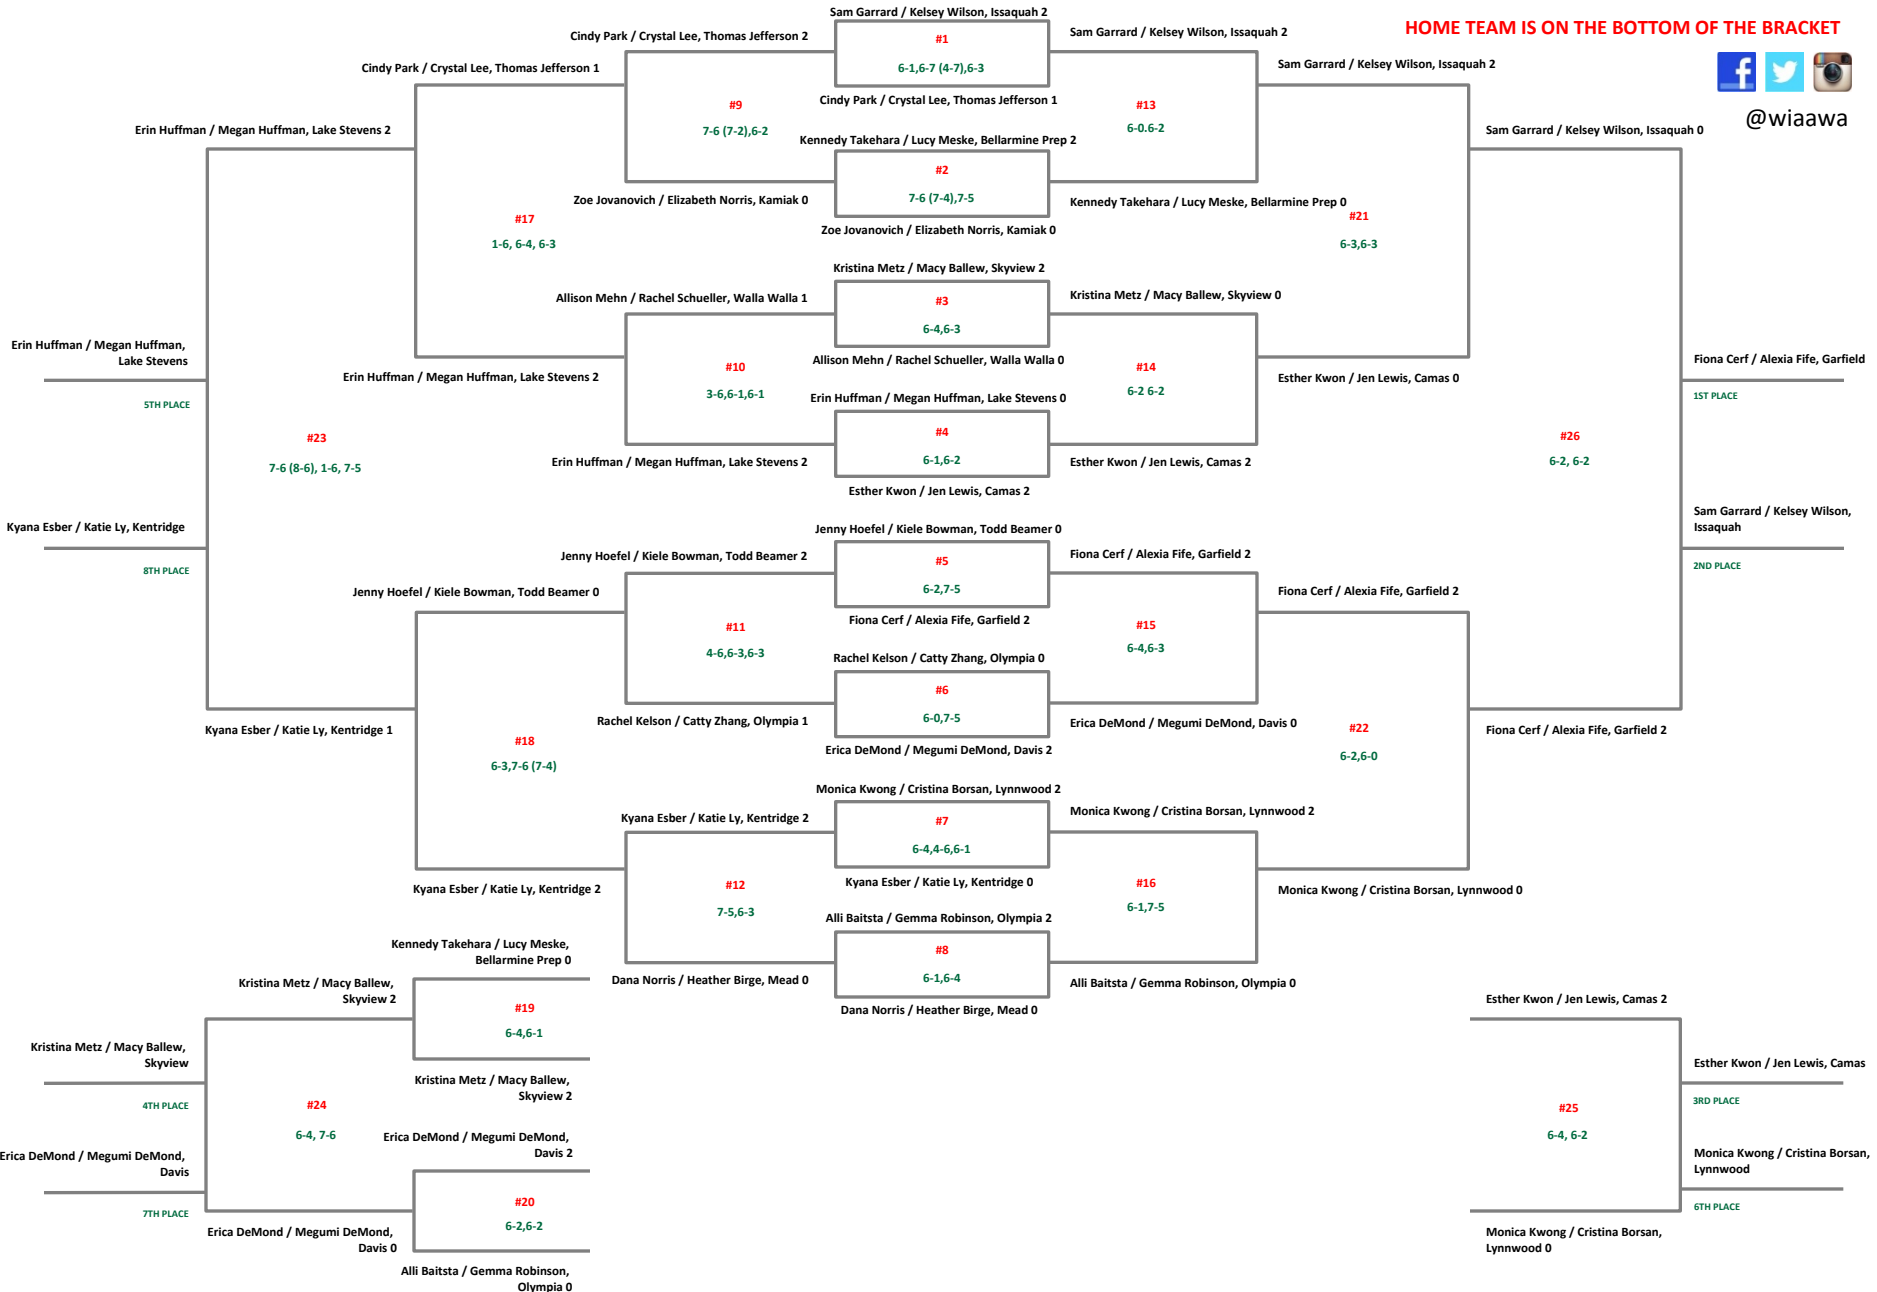 Sam Garrard / Kelsey Wilson, Issaquah 2
HOME TEAM IS ON THE BOTTOM OF THE BRACKET
Cindy Park / Crystal Lee, Thomas Jefferson 2
#1
Sam Garrard / Kelsey Wilson, Issaquah 2
6-1,6-7 (4-7),6-3
Cindy Park / Crystal Lee, Thomas Jefferson 1
Sam Garrard / Kelsey Wilson, Issaquah 2
Cindy Park / Crystal Lee, Thomas Jefferson 1
#9
#13
@wiaawa
7-6 (7-2),6-2
6-0.6-2
Erin Huffman / Megan Huffman, Lake Stevens 2
Kennedy Takehara / Lucy Meske, Bellarmine Prep 2
Sam Garrard / Kelsey Wilson, Issaquah 0
#2
7-6 (7-4),7-5
Zoe Jovanovich / Elizabeth Norris, Kamiak 0
Kennedy Takehara / Lucy Meske, Bellarmine Prep 0
#17
#21
Zoe Jovanovich / Elizabeth Norris, Kamiak 0
1-6, 6-4, 6-3
6-3,6-3
Kristina Metz / Macy Ballew, Skyview 2
Allison Mehn / Rachel Schueller, Walla Walla 1
#3
Kristina Metz / Macy Ballew, Skyview 0
6-4,6-3
Erin Huffman / Megan Huffman,
Lake Stevens
Allison Mehn / Rachel Schueller, Walla Walla 0
Fiona Cerf / Alexia Fife, Garfield
#10
#14
Erin Huffman / Megan Huffman, Lake Stevens 2
Esther Kwon / Jen Lewis, Camas 0
3-6,6-1,6-1
6-2 6-2
5TH PLACE
Erin Huffman / Megan Huffman, Lake Stevens 0
1ST PLACE
#23
#4
#26
7-6 (8-6), 1-6, 7-5
Erin Huffman / Megan Huffman, Lake Stevens 2
6-1,6-2
Esther Kwon / Jen Lewis, Camas 2
6-2, 6-2
Esther Kwon / Jen Lewis, Camas 2
Kyana Esber / Katie Ly, Kentridge
Sam Garrard / Kelsey Wilson,
Issaquah
Jenny Hoefel / Kiele Bowman, Todd Beamer 0
Jenny Hoefel / Kiele Bowman, Todd Beamer 2
#5
Fiona Cerf / Alexia Fife, Garfield 2
8TH PLACE
2ND PLACE
Jenny Hoefel / Kiele Bowman, Todd Beamer 0
6-2,7-5
Fiona Cerf / Alexia Fife, Garfield 2
Fiona Cerf / Alexia Fife, Garfield 2
#11
#15
4-6,6-3,6-3
6-4,6-3
Rachel Kelson / Catty Zhang, Olympia 0
#6
Kyana Esber / Katie Ly, Kentridge 1
Rachel Kelson / Catty Zhang, Olympia 1
6-0,7-5
Erica DeMond / Megumi DeMond, Davis 0
Fiona Cerf / Alexia Fife, Garfield 2
#18
#22
Erica DeMond / Megumi DeMond, Davis 2
6-3,7-6 (7-4)
6-2,6-0
Monica Kwong / Cristina Borsan, Lynnwood 2
Kyana Esber / Katie Ly, Kentridge 2
#7
Monica Kwong / Cristina Borsan, Lynnwood 2
6-4,4-6,6-1
Kyana Esber / Katie Ly, Kentridge 0
Kyana Esber / Katie Ly, Kentridge 2
#12
#16
Monica Kwong / Cristina Borsan, Lynnwood 0
7-5,6-3
6-1,7-5
Alli Baitsta / Gemma Robinson, Olympia 2
Kennedy Takehara / Lucy Meske,
Bellarmine Prep 0
#8
Dana Norris / Heather Birge, Mead 0
6-1,6-4
Alli Baitsta / Gemma Robinson, Olympia 0
Kristina Metz / Macy Ballew,
Skyview 2
Esther Kwon / Jen Lewis, Camas 2
#19
Dana Norris / Heather Birge, Mead 0
6-4,6-1
Kristina Metz / Macy Ballew,
Skyview
Esther Kwon / Jen Lewis, Camas
Kristina Metz / Macy Ballew,
Skyview 2
4TH PLACE
#24
#25
3RD PLACE
6-4, 7-6
6-4, 6-2
Erica DeMond / Megumi DeMond,
Davis 2
Erica DeMond / Megumi DeMond,
Davis
Monica Kwong / Cristina Borsan,
Lynnwood
#20
7TH PLACE
6TH PLACE
6-2,6-2
Erica DeMond / Megumi DeMond,
Davis 0
Monica Kwong / Cristina Borsan,
Lynnwood 0
Alli Baitsta / Gemma Robinson,
Olympia 0